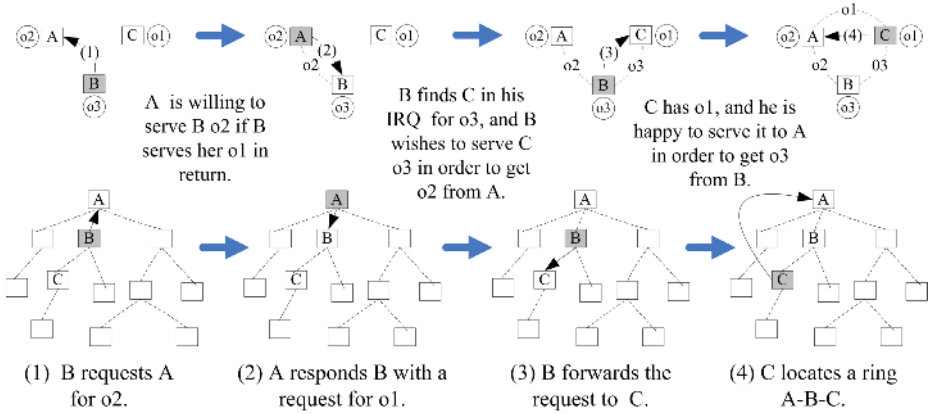 o2 A C o1
(1)
B
o3
A is willing to
serve B o2 if B
serves her o1 in
return.
o2 A C o1
(2)
o2
B
o3
B finds C in his
IRQ for o3, and B
wishes to serve C
o3 in order to get
o2 from A.
o2 A C o1
(3)
o2 o3
B
o3
C has o1, and he is
happy to serve it to A
in order to get o3
from B.
o1
o2 A (4) C o1
o2 o3
B
o3
A
B
C
(1) B requests A
for o2.
A
B
C
(2) A responds B with a
request for o1.
A
B
C
(3) B forwards the
request to C.
A
B
C
(4) C locates a ring
A-B-C.